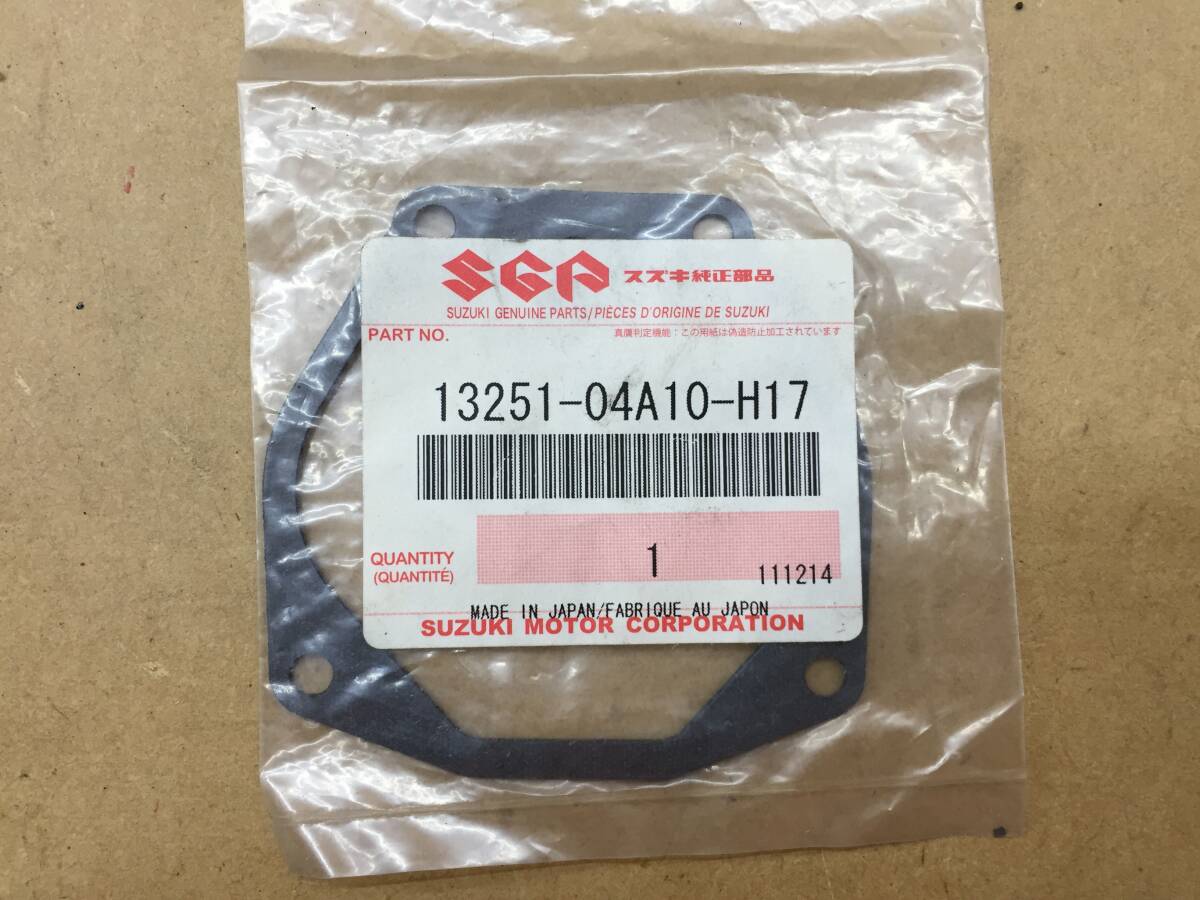 SGP スズキ純正部品
SUZUKI GENUINE PARTS/PIÈCES D'ORIGINE DE SUZUKI
PART NO.
真贋判定機能:この用紙は偽造防止加工されています
13251-04A10-H17
QUANTITY
(QUANTITÉ)
1
111214
MADE IN JAPAN/FABRIQUE AU JAPON
SUZUKI MOTOR CORPORATION